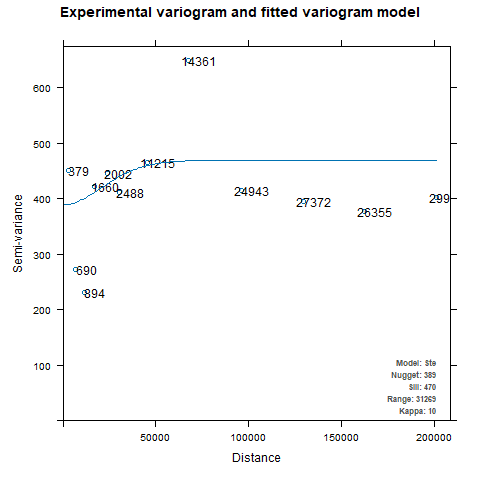 Experimental variogram and fitted variogram model
14361
600
500
11215
379
2002
1660
2488
24943
27372
26355
299
400
300
690
894
200
100
Semi-variance
Model: Ste
Nugget: 389
Sill: 470
Range: 31269
Kappa: 10
50000 100000 150000 200000
Distance